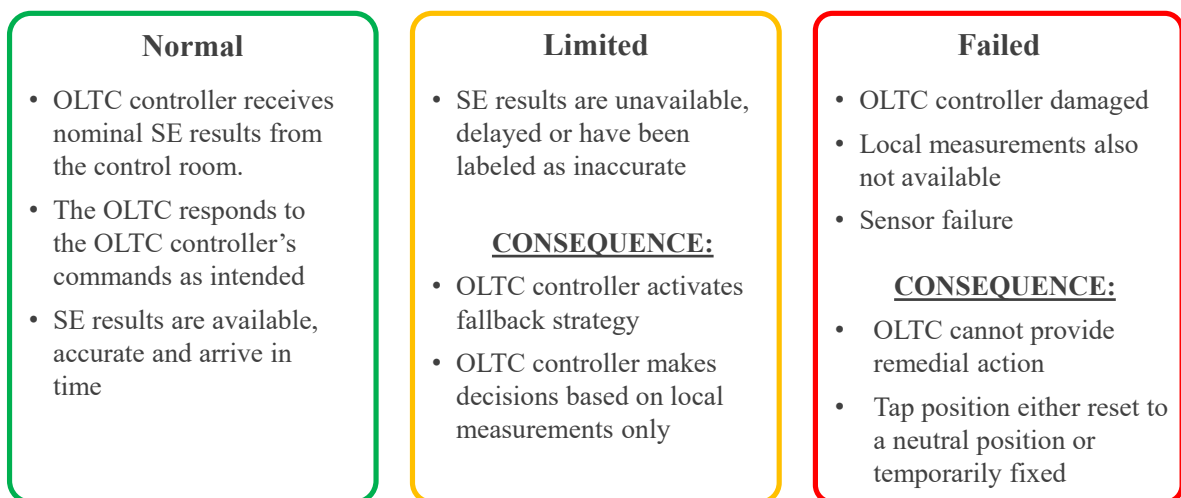 Normal
• OLTC controller receives
nominal SE results from
the control room.
• The OLTC responds to
the OLTC controller's
commands as intended
• SE results are available,
accurate and arrive in
time
Limited
• SE results are unavailable,
delayed or have been
labeled as inaccurate
CONSEQUENCE:
• OLTC controller activates
fallback strategy
• OLTC controller makes
decisions based on local
measurements only
Failed
• OLTC controller damaged
• Local measurements also
not available
• Sensor failure
CONSEQUENCE:
• OLTC cannot provide
remedial action
• Tap position either reset to
a neutral position or
temporarily fixed